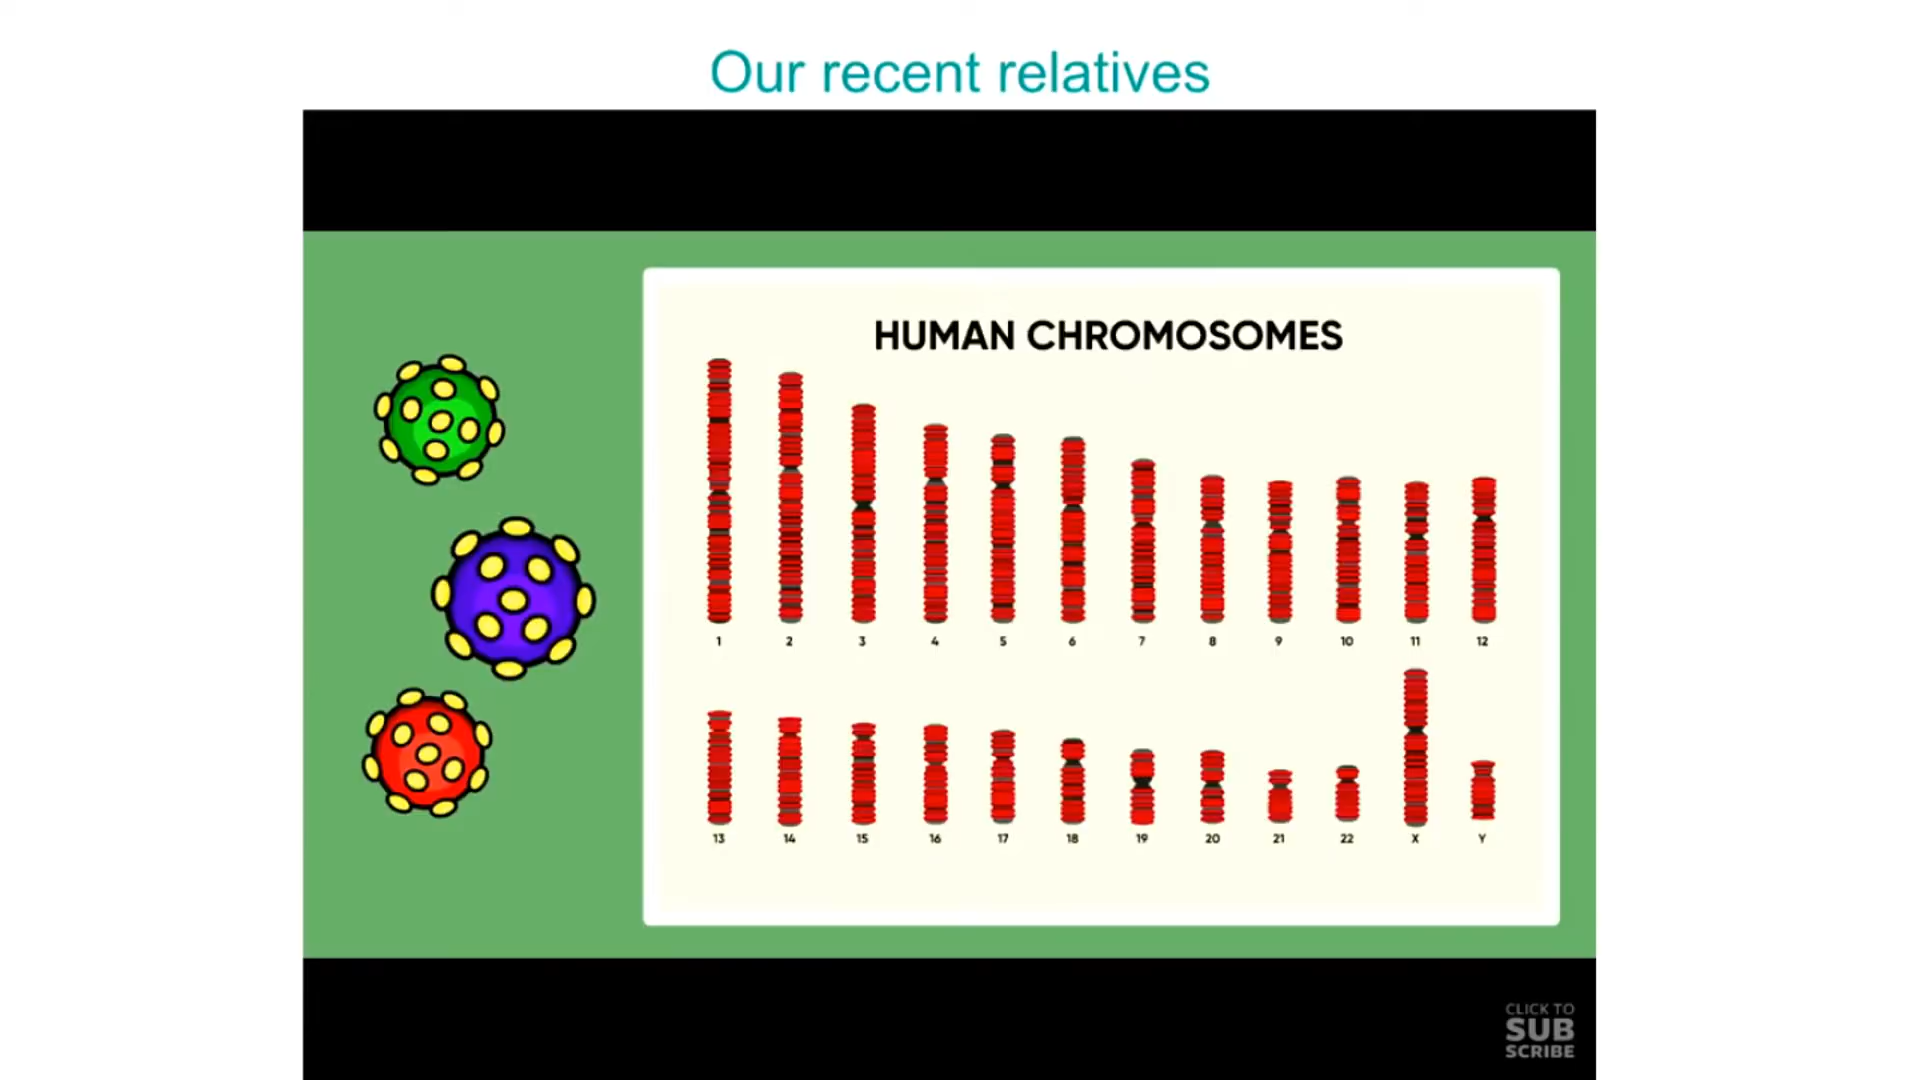 Our recent relatives
HUMAN CHROMOSOMES
1 2 3 4 5 6 7 8 9 10 11 12
13 14 15 16 17 18 19 20 21 22 X Y
CLICK TO
SUB
SCRIBE